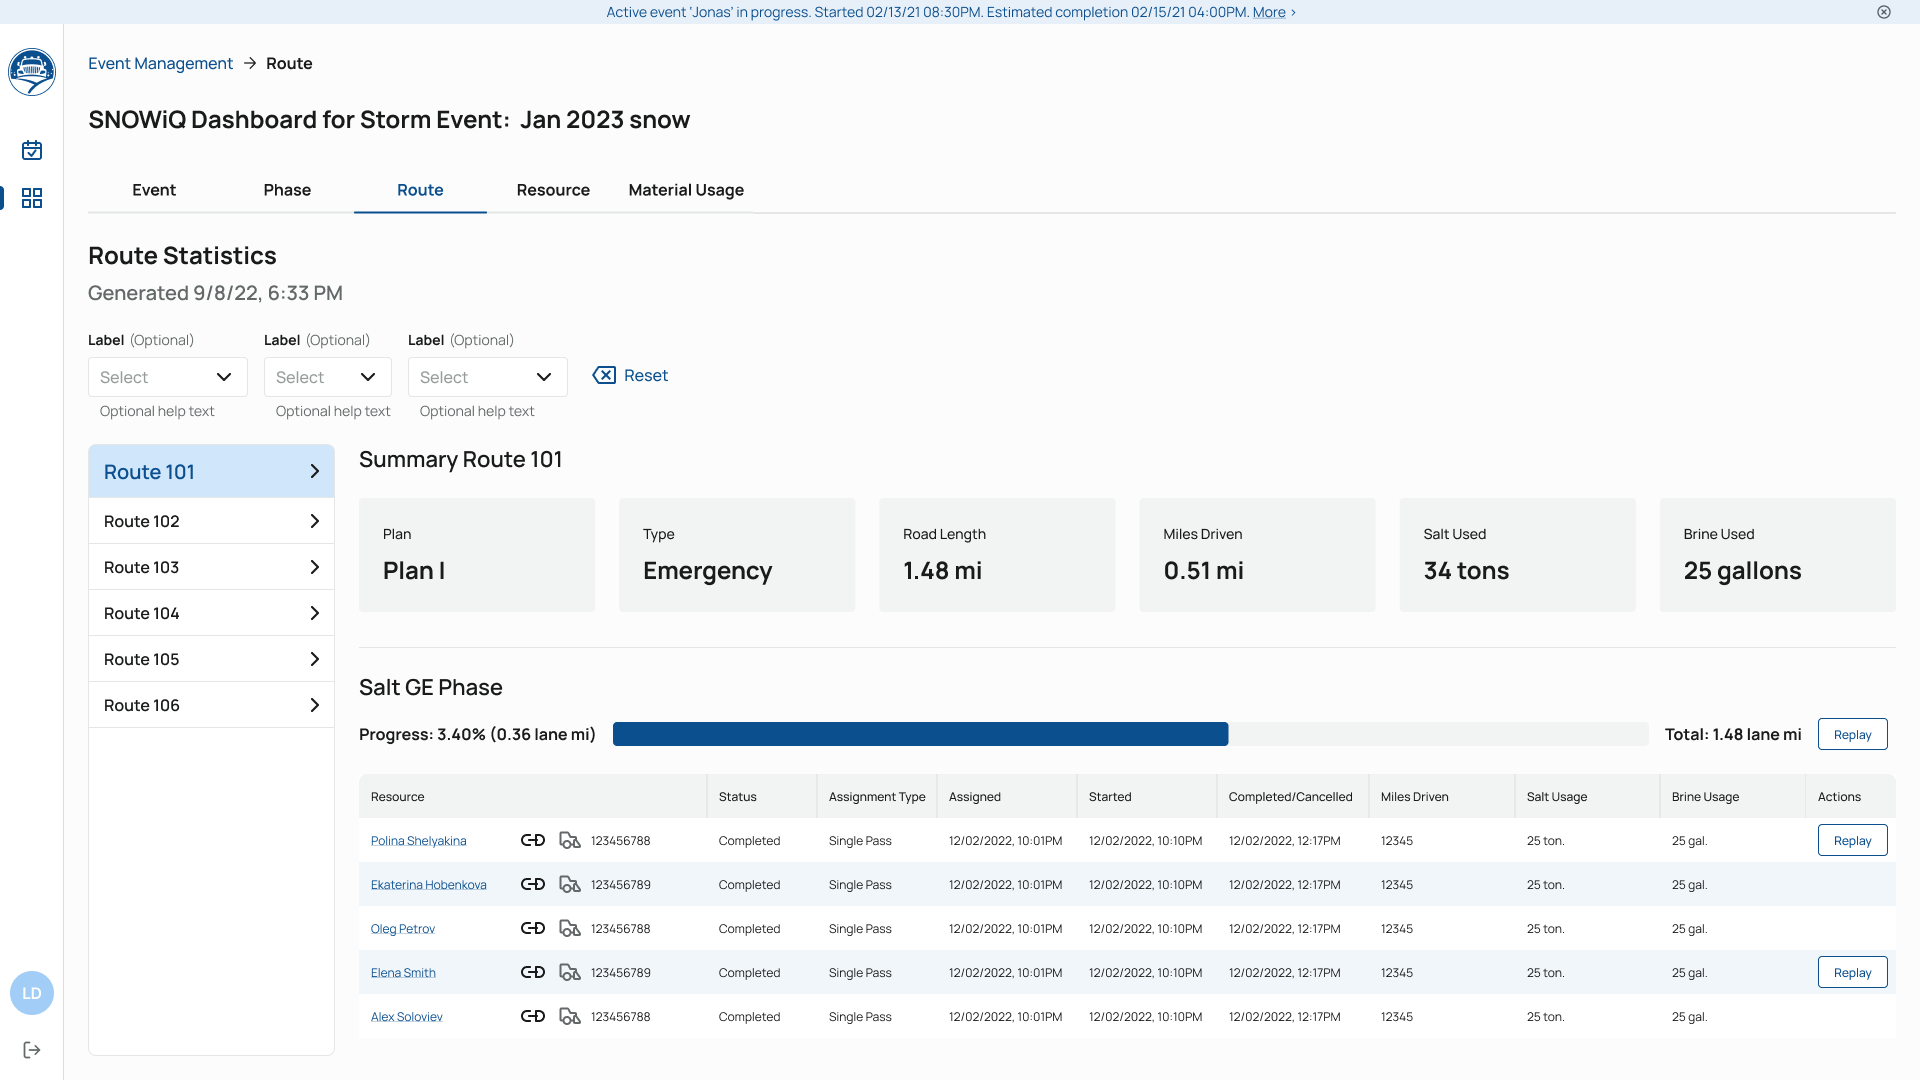 Active event 'Jonas' in progress. Started 02/13/21 08:30PM. Estimated completion 02/15/21 04:00PM. More ›
Event Management → Route
SNOWiQ Dashboard for Storm Event: Jan 2023 snow
Event Phase Route Resource Material Usage
Route Statistics
Generated 9/8/22, 6:33 PM
Label (Optional) Label (Optional) Label (Optional)
Select Select Select Reset
Optional help text Optional help text Optional help text
Route 101
Route 102
Route 103
Route 104
Route 105
Route 106
LD
Summary Route 101
Plan Type Road Length Miles Driven Salt Used Brine Used
Plan I Emergency 1.48 mi 0.51 mi 34 tons 25 gallons
Salt GE Phase
Progress: 3.40% (0.36 lane mi) Total: 1.48 lane mi Replay
Resource Status Assignment Type Assigned Started Completed/Cancelled Miles Driven Salt Usage Brine Usage Actions
Polina Shelyakina 123456788 Completed Single Pass 12/02/2022, 10:01PM 12/02/2022, 10:10PM 12/02/2022, 12:17PM 12345 25 ton. 25 gal. Replay
Ekaterina Hobenkova 123456789 Completed Single Pass 12/02/2022, 10:01PM 12/02/2022, 10:10PM 12/02/2022, 12:17PM 12345 25 ton. 25 gal.
Oleg Petrov 123456788 Completed Single Pass 12/02/2022, 10:01PM 12/02/2022, 10:10PM 12/02/2022, 12:17PM 12345 25 ton. 25 gal.
Elena Smith 123456789 Completed Single Pass 12/02/2022, 10:01PM 12/02/2022, 10:10PM 12/02/2022, 12:17PM 12345 25 ton. 25 gal. Replay
Alex Soloviev 123456788 Completed Single Pass 12/02/2022, 10:01PM 12/02/2022, 10:10PM 12/02/2022, 12:17PM 12345 25 ton. 25 gal.